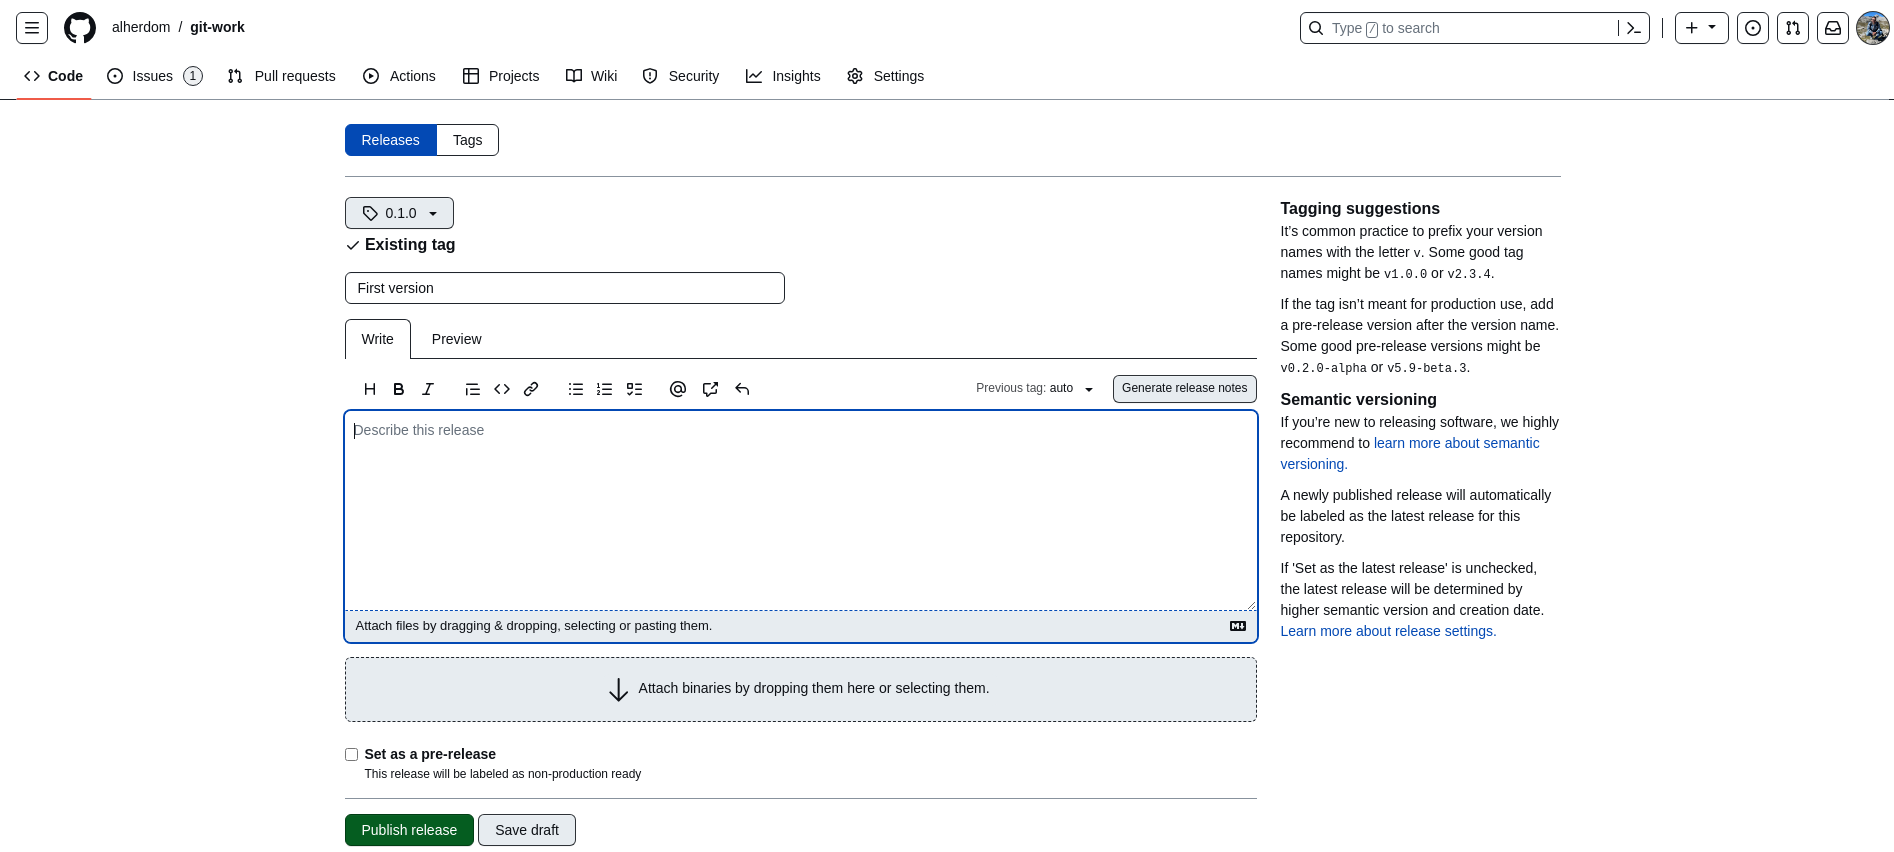 alherdom / git-work
Type / to search
Code
Issues 1
Pull requests
Actions
Projects
Wiki
Security
Insights
Settings
Releases
Tags
0.1.0
Existing tag
First version
Write
Preview
Previous tag: auto
Generate release notes
Describe this release
Attach files by dragging & dropping, selecting or pasting them.
Attach binaries by dropping them here or selecting them.
Set as a pre-release
This release will be labeled as non-production ready
Publish release
Save draft
Tagging suggestions
It’s common practice to prefix your version
names with the letter v. Some good tag
names might be v1.0.0 or v2.3.4.
If the tag isn’t meant for production use, add
a pre-release version after the version name.
Some good pre-release versions might be
v0.2.0-alpha or v5.9-beta.3.
Semantic versioning
If you’re new to releasing software, we highly
recommend to learn more about semantic
versioning.
A newly published release will automatically
be labeled as the latest release for this
repository.
If 'Set as the latest release' is unchecked,
the latest release will be determined by
higher semantic version and creation date.
Learn more about release settings.